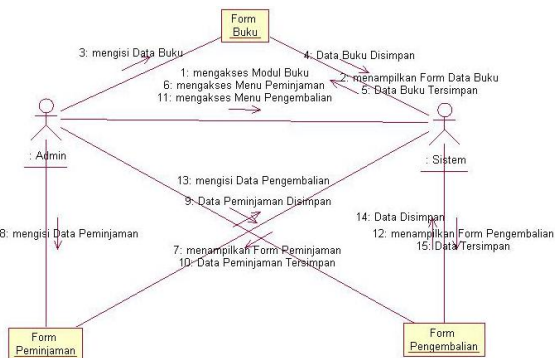 Form
Buku
3: mengisi Data Buku
4: Data Buku Disimpan
1: mengakses Modul Buku
6: mengakses Menu Peminjaman
11: mengakses Menu Pengembalian
2: menampilkan Form Data Buku
5: Data Buku Tersimpan
: Admin
: Sistem
13: mengisi Data Pengembalian
9: Data Peminjaman Disimpan
14: Data Disimpan
8: mengisi Data Peminjaman
12: menampilkan Form Pengembalian
15: Data Tersimpan
7: menampilkan Form Peminjaman
10: Data Peminjaman Tersimpan
Form
Peminjaman
Form
Pengembalian